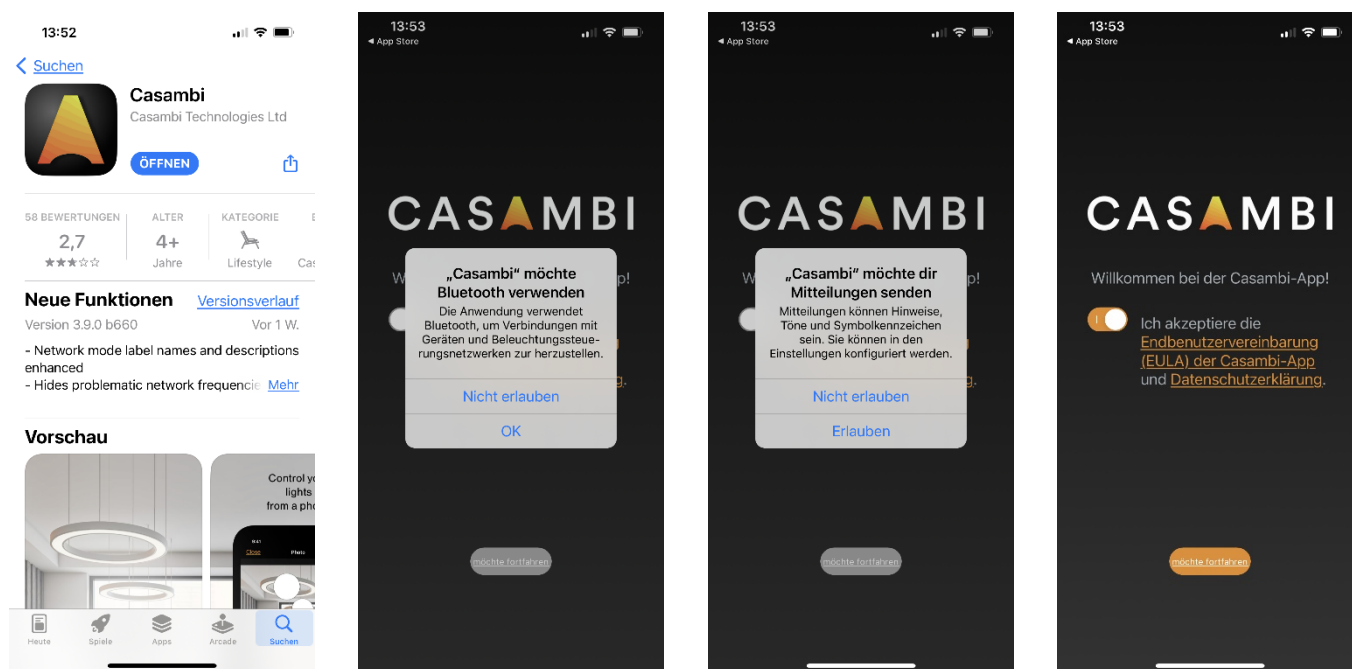 13:52
Suchen
Casambi
Casambi Technologies Ltd
ÖFFNEN
58 BEWERTUNGEN
ALTER
KATEGORIE
2,7
4+
Jahre
Lifestyle
Cas
Neue Funktionen
Versionsverlauf
Version 3.9.0 b660
Vor 1 W.
- Network mode label names and descriptions
enhanced
- Hides problematic network frequencie
Mehr
Vorschau
Control yo
lights
from a pho
9:41
Close
Photo
Heute
Spiele
Apps
Arcade
Suchen
13:53
App Store
CASAMBI
W
p!
„Casambi“ möchte
Bluetooth verwenden
Die Anwendung verwendet
Bluetooth, um Verbindungen mit
Geräten und Beleuchtungssteue-
rungsnetzwerken zur herzustellen.
g.
Nicht erlauben
OK
möchte fortfahren
13:53
App Store
CASAMBI
W
p!
„Casambi“ möchte dir
Mitteilungen senden
Mitteilungen können Hinweise,
Töne und Symbolkennzeichen
sein. Sie können in den
Einstellungen konfiguriert werden.
g.
Nicht erlauben
Erlauben
möchte fortfahren
13:53
App Store
CASAMBI
Willkommen bei der Casambi-App!
Ich akzeptiere die
Endbenutzervereinbarung
(EULA) der Casambi-App
und Datenschutzerklärung.
möchte fortfahren